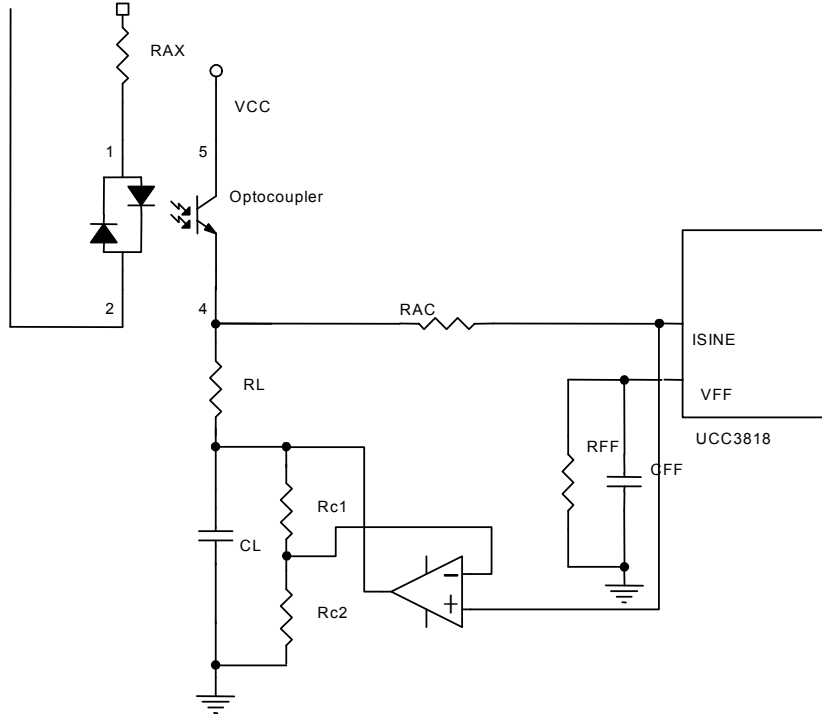 RAX
VCC
1
5
Optocoupler
2
4
RAC
ISINE
RL
VFF
UCC3818
RFF
CFF
Rc1
CL
Rc2